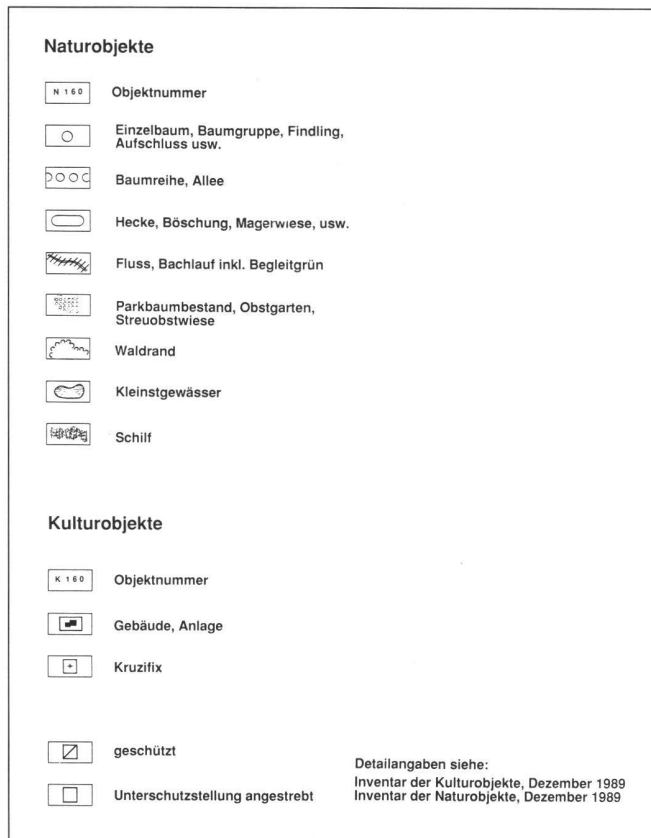 Naturobjekte
N 160 Objektnummer
Einzelbaum, Baumgruppe, Findling,
Aufschluss usw.
Baumreihe, Allee
Hecke, Böschung, Magerwiese, usw.
Fluss, Bachlauf inkl. Begleitgrün
Parkbaumbestand, Obstgarten,
Streuobstwiese
Waldrand
Kleinstgewässer
Schilf
Kulturobjekte
K 160 Objektnummer
Gebäude, Anlage
Kruzifix
geschützt
Unterschutzstellung angestrebt
Detailangaben siehe:
Inventar der Kulturobjekte, Dezember 1989
Inventar der Naturobjekte, Dezember 1989